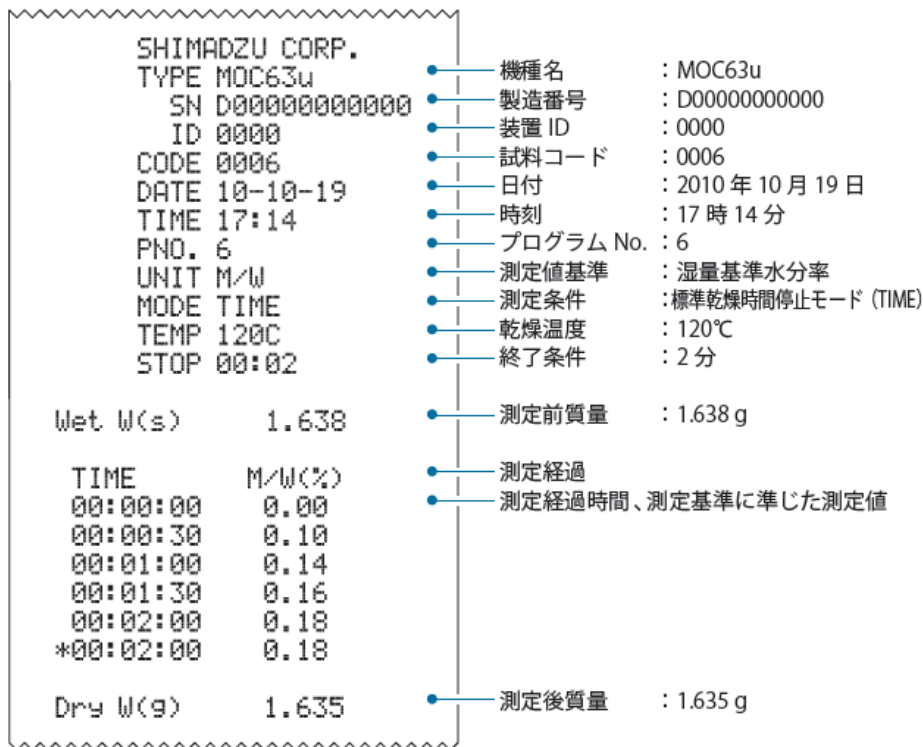 SHIMADZU CORP.
TYPE MOC63u
機種名 : MOC63u
SN D00000000000
製造番号 : D00000000000
ID 0000
装置 ID : 0000
CODE 0006
試料コード : 0006
DATE 10-10-19
日付 : 2010 年 10 月 19 日
TIME 17:14
時刻 : 17 時 14 分
PNO. 6
プログラム No. : 6
UNIT M/W
測定値基準 : 湿量基準水分率
MODE TIME
測定条件 :標準乾燥時間停止モード (TIME)
TEMP 120C
乾燥温度 : 120℃
STOP 00:02
終了条件 : 2 分
Wet W(s) 1.638
測定前質量 : 1.638 g
TIME M/W(%)
測定経過
00:00:00 0.00
測定経過時間、測定基準に準じた測定値
00:00:30 0.10
00:01:00 0.14
00:01:30 0.16
00:02:00 0.18
*00:02:00 0.18
Dry W(g) 1.635
測定後質量 : 1.635 g